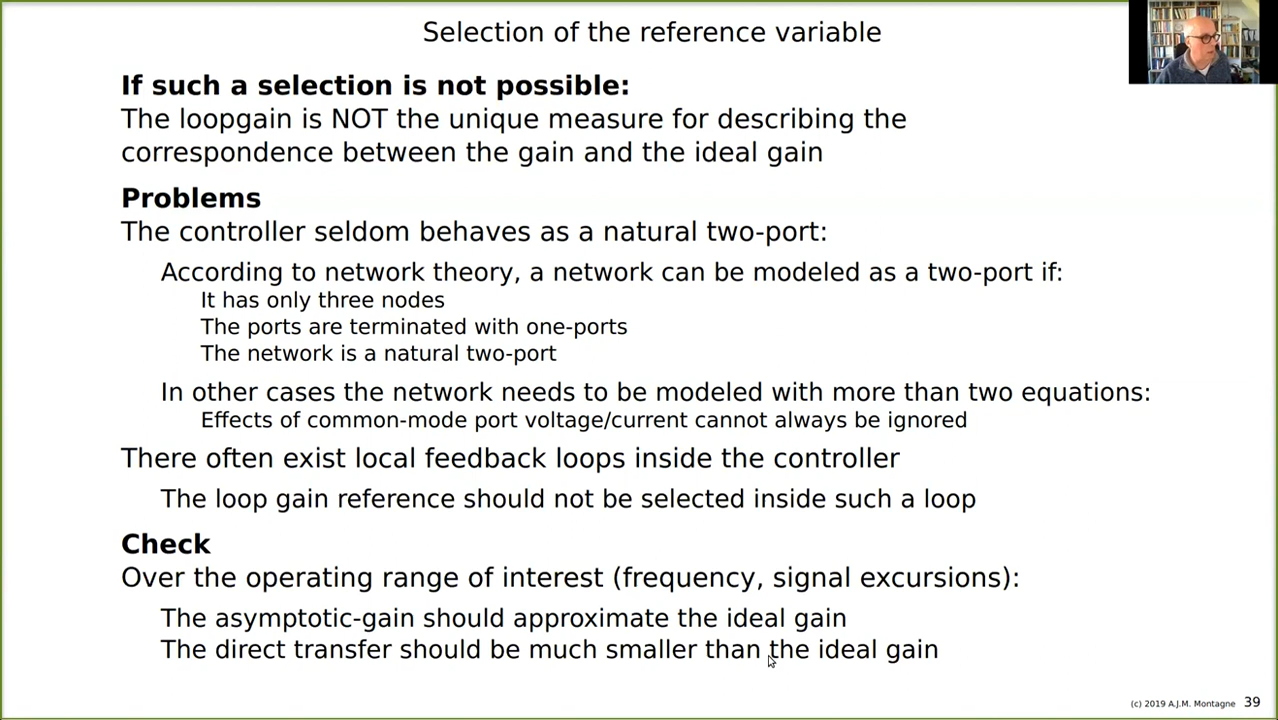 Selection of the reference variable
If such a selection is not possible:
The loopgain is NOT the unique measure for describing the
correspondence between the gain and the ideal gain
Problems
The controller seldom behaves as a natural two-port:
According to network theory, a network can be modeled as a two-port if:
It has only three nodes
The ports are terminated with one-ports
The network is a natural two-port
In other cases the network needs to be modeled with more than two equations:
Effects of common-mode port voltage/current cannot always be ignored
There often exist local feedback loops inside the controller
The loop gain reference should not be selected inside such a loop
Check
Over the operating range of interest (frequency, signal excursions):
The asymptotic-gain should approximate the ideal gain
The direct transfer should be much smaller than the ideal gain
(c) 2019 A.J.M. Montagne 39